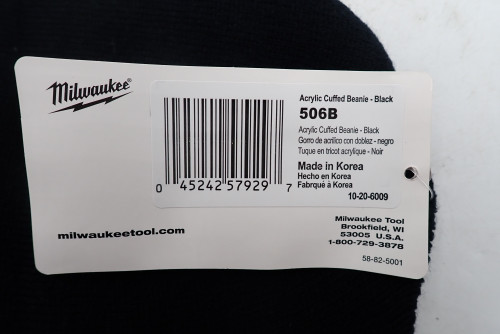 Milwaukee®
Acrylic Cuffed Beanie - Black
506B
Acrylic Cuffed Beanie - Black
Gorro de acrílico con doblez - negro
Tuque en tricot acrylique - Noir
Made in Korea
Hecho en Korea
Fabriqué à Korea
10-20-6009
0 45242 57929 7
milwaukeetool.com
Milwaukee Tool
Brookfield, WI
53005 U.S.A.
1-800-729-3878
58-82-5001